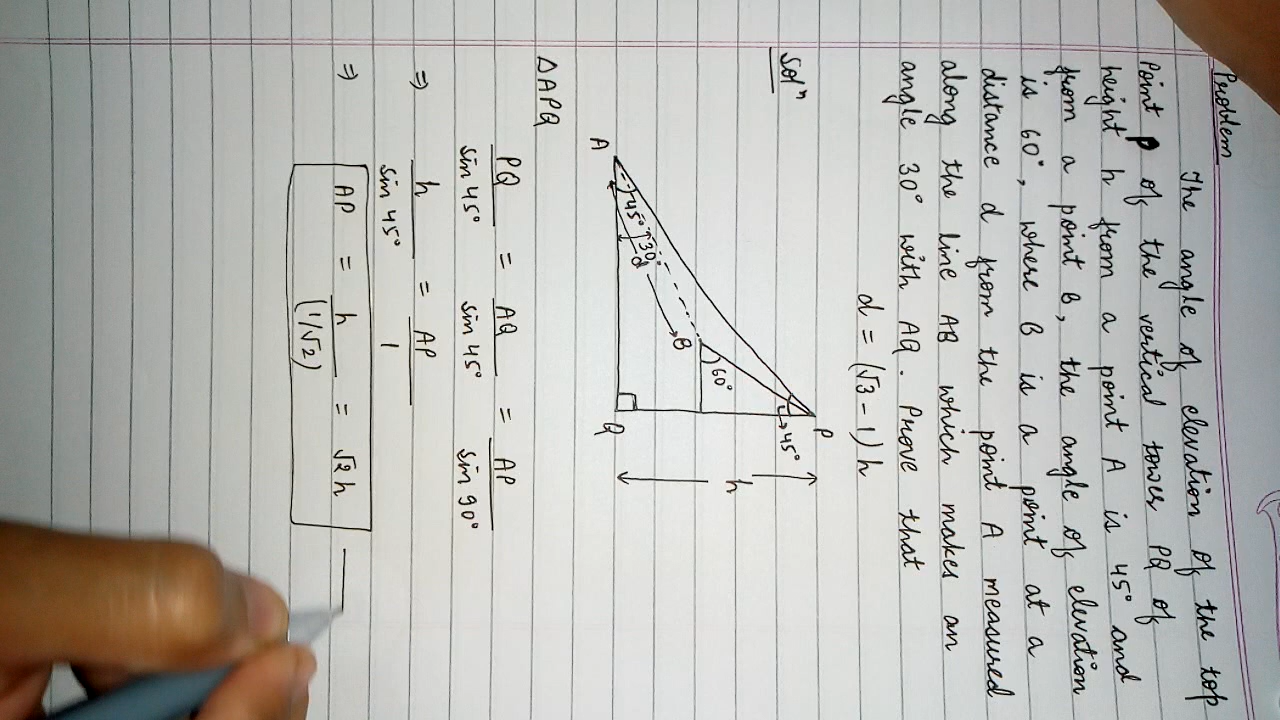 Problem
The angle of elevation of the top
Point P of the vertical tower PQ of
height h from a point A is 45° and
from a point B, the angle of elevation
is 60°, where B is a point at a
distance d from the point A measured
along the line AB which makes an
angle 30° with AQ. Prove that
d = (√3 - 1) h
Solⁿ
P
45°
60°
h
B
45°
30°
d
A
Q
ΔAPQ
PQ / sin 45° = AQ / sin 45° = AP / sin 90°
⇒ h / sin 45° = AP / 1
⇒ AP = h / (1/√2) = √2 h